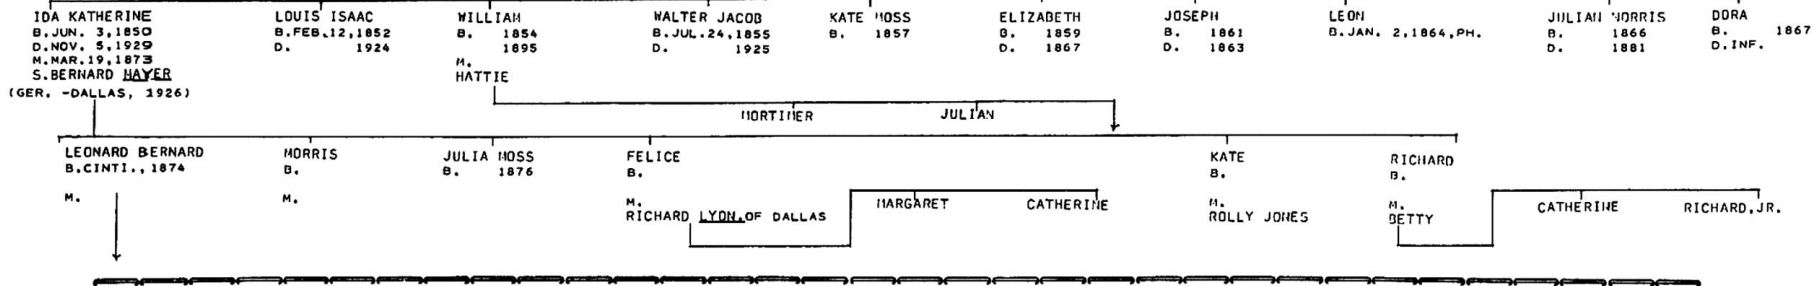 IDA KATHERINE
B.JUN. 3,1850
D.NOV. 5,1929
M.MAR.19,1873
S.BERNARD MAYER
(GER. -DALLAS, 1926)
LOUIS ISAAC
B.FEB.12,1852
D. 1924
WILLIAM
B. 1854
1895
M.
HATTIE
WALTER JACOB
B.JUL.24,1855
D. 1925
KATE MOSS
B. 1857
ELIZABETH
B. 1859
D. 1867
JOSEPH
B. 1861
D. 1863
LEON
B.JAN. 2,1864,PH.
JULIAN NORRIS
B. 1866
D. 1881
DORA
B. 1867
D.INF.
MORTIMER
JULIAN
LEONARD BERNARD
B.CINTI.,1874
M.
MORRIS
B.
M.
JULIA MOSS
B. 1876
FELICE
B.
M.
RICHARD LYON.OF DALLAS
MARGARET
CATHERINE
KATE
B.
M.
ROLLY JONES
RICHARD
B.
M.
BETTY
CATHERINE
RICHARD,JR.